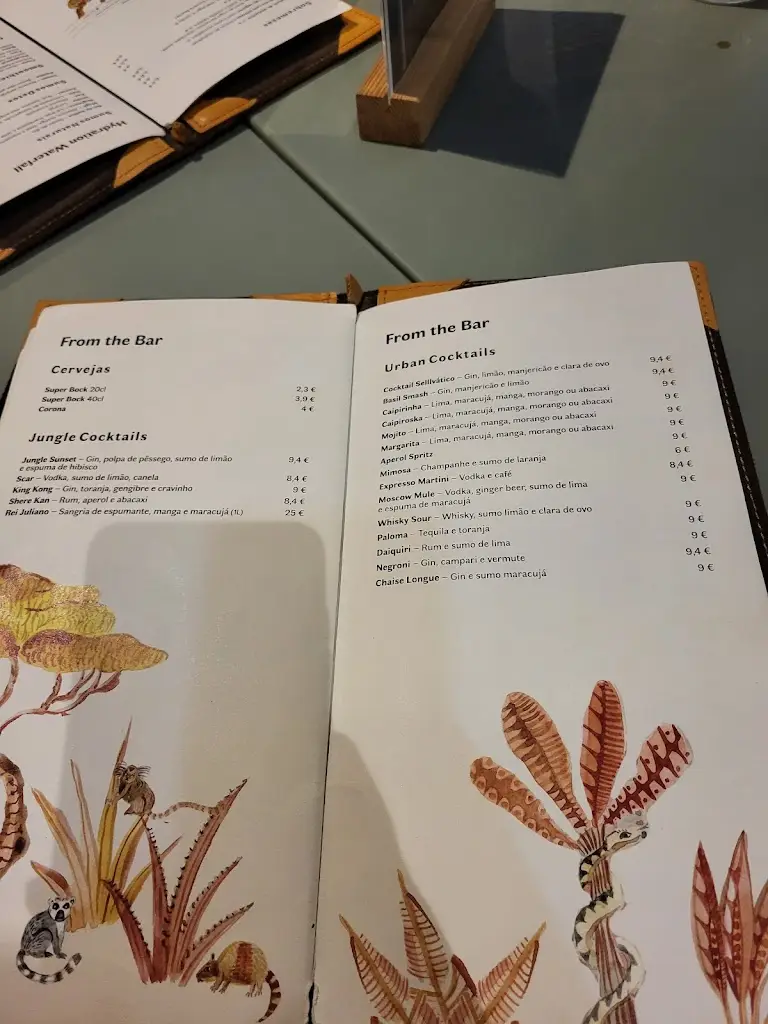 Sobremesas
Smoothies
Sumos Detox
Sumos Naturais
Hydration Waterfall
From the Bar
Cervejas
Super Bock 20cl 2,3 €
Super Bock 40cl 3,9 €
Corona 4 €
Jungle Cocktails
Jungle Sunset – Gin, polpa de pêssego, sumo de limão 9,4 €
e espuma de hibisco
Scar – Vodka, sumo de limão, canela 8,4 €
King Kong – Gin, toranja, gengibre e cravinho 9 €
Shere Kan – Rum, aperol e abacaxi 8,4 €
Rei Juliano – Sangria de espumante, manga e maracujá (1L) 25 €
From the Bar
Urban Cocktails
Cocktail Sellvático – Gin, limão, manjericão e clara de ovo 9,4 €
Basil Smash – Gin, manjericão e limão 9,4 €
Caipirinha – Lima, maracujá, manga, morango ou abacaxi 9 €
Caipiroska – Lima, maracujá, manga, morango ou abacaxi 9 €
Mojito – Lima, maracujá, manga, morango ou abacaxi 9 €
Margarita – Lima, maracujá, manga, morango ou abacaxi 9 €
Aperol Spritz 9 €
Mimosa – Champanhe e sumo de laranja 6 €
Expresso Martini – Vodka e café 8,4 €
Moscow Mule – Vodka, ginger beer, sumo de lima 9 €
e espuma de maracujá
Whisky Sour – Whisky, sumo limão e clara de ovo 9 €
Paloma – Tequila e toranja 9 €
Daiquiri – Rum e sumo de lima 9 €
Negroni – Gin, campari e vermute 9,4 €
Chaise Longue – Gin e sumo maracujá 9 €